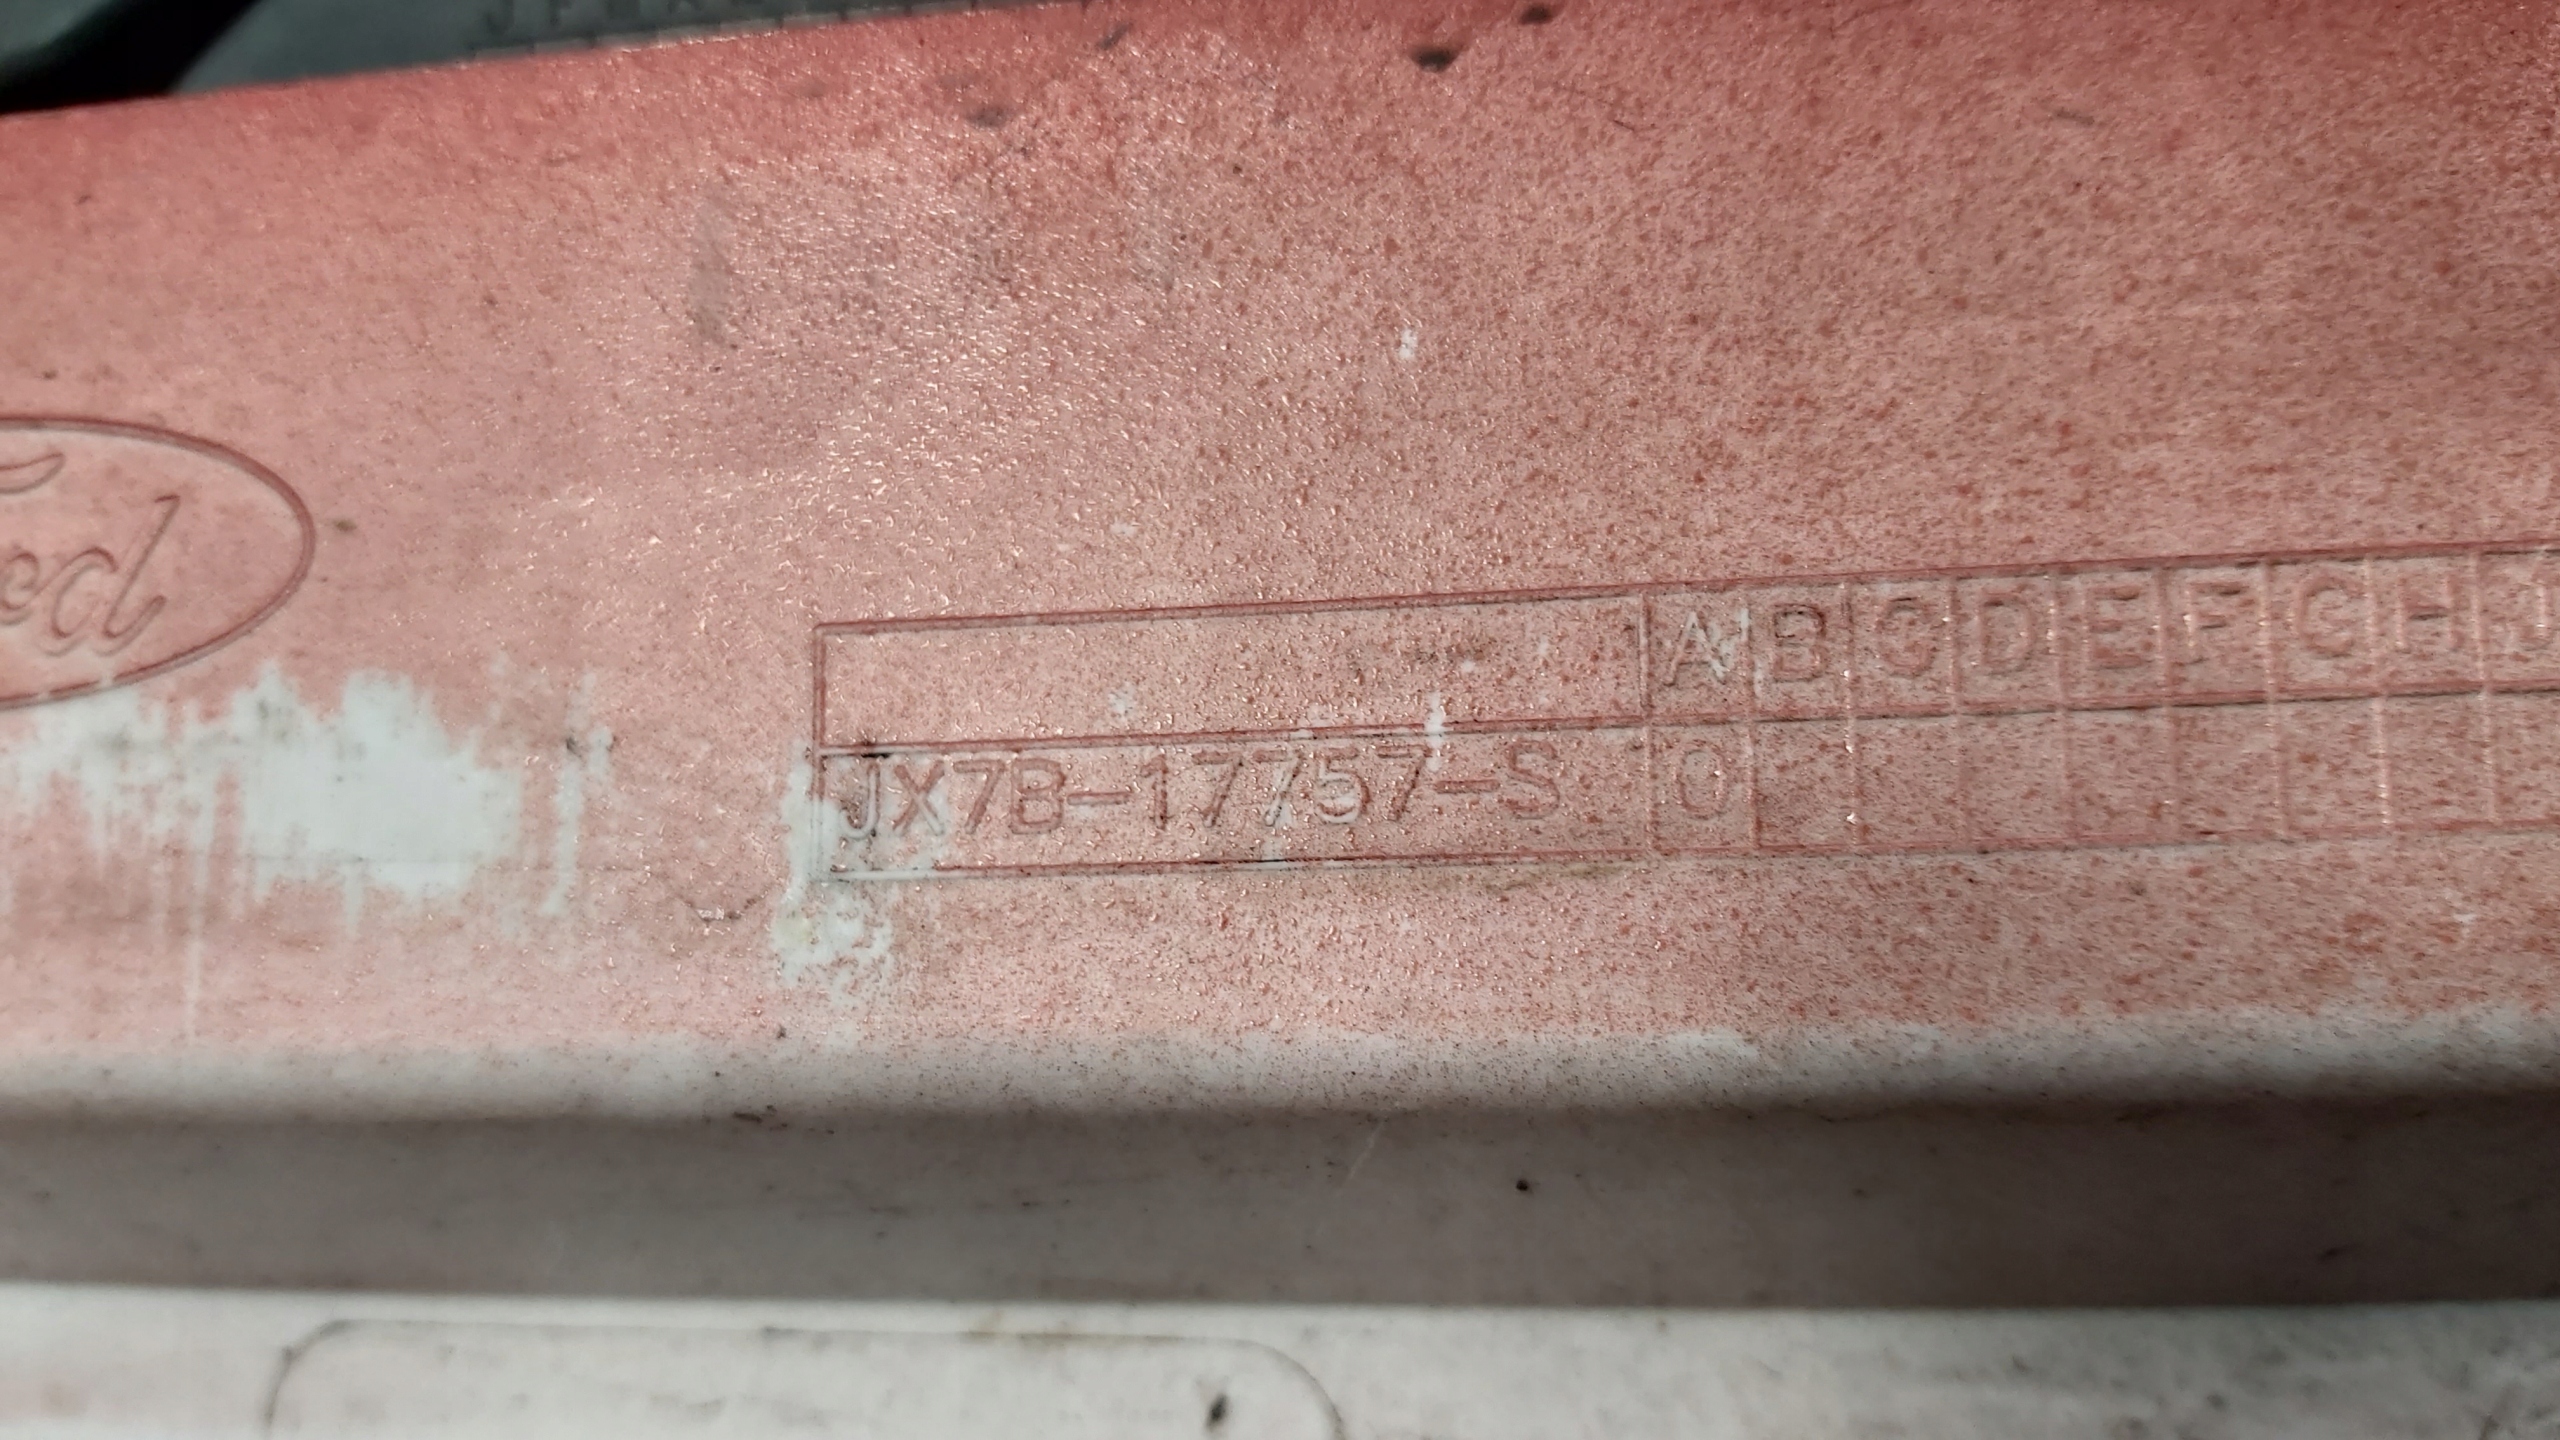 Ford
A B C D E F G H J
JX7B-17757-S 0